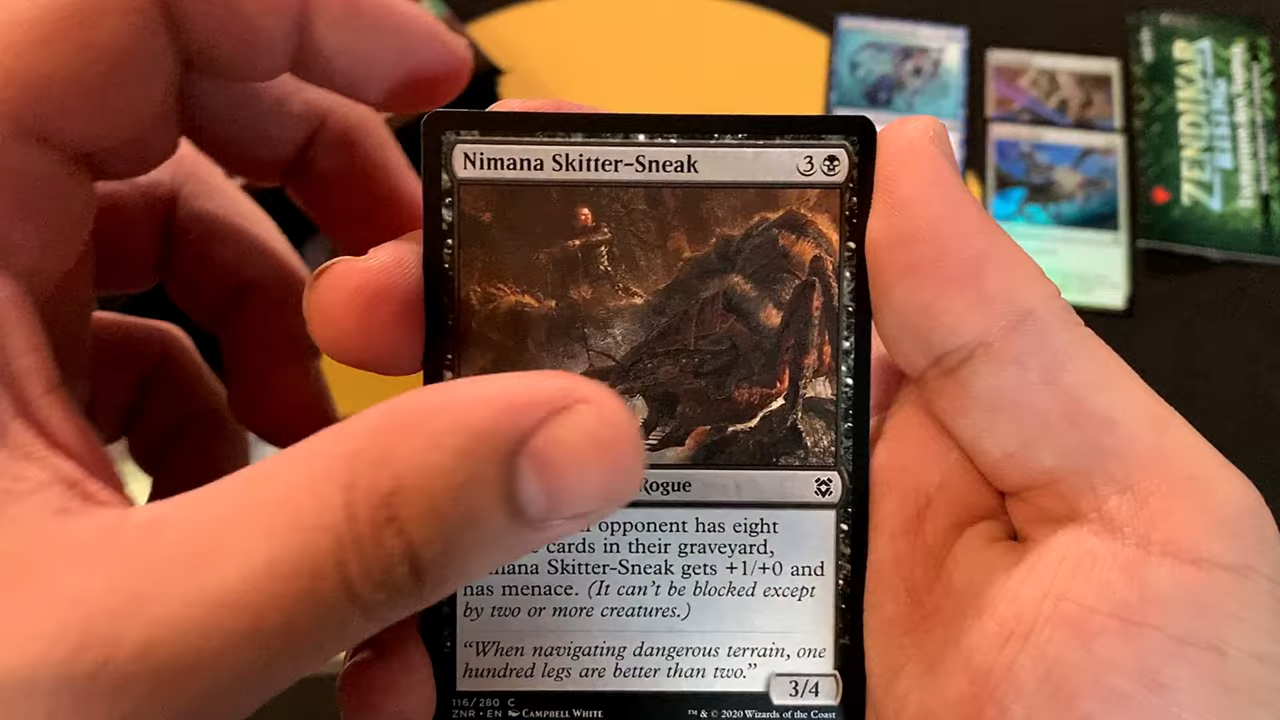 Nimana Skitter-Sneak 3
ZENDIKAR
Rogue
opponent has eight
cards in their graveyard,
Skitter-Sneak gets +1/+0 and
has menace. (It can't be blocked except
by two or more creatures.)
"When navigating dangerous terrain, one
hundred legs are better than two."
3/4
116/280 C
ZNR • EN CAMPBELL WHITE
™ & © 2020 Wizards of the Coast